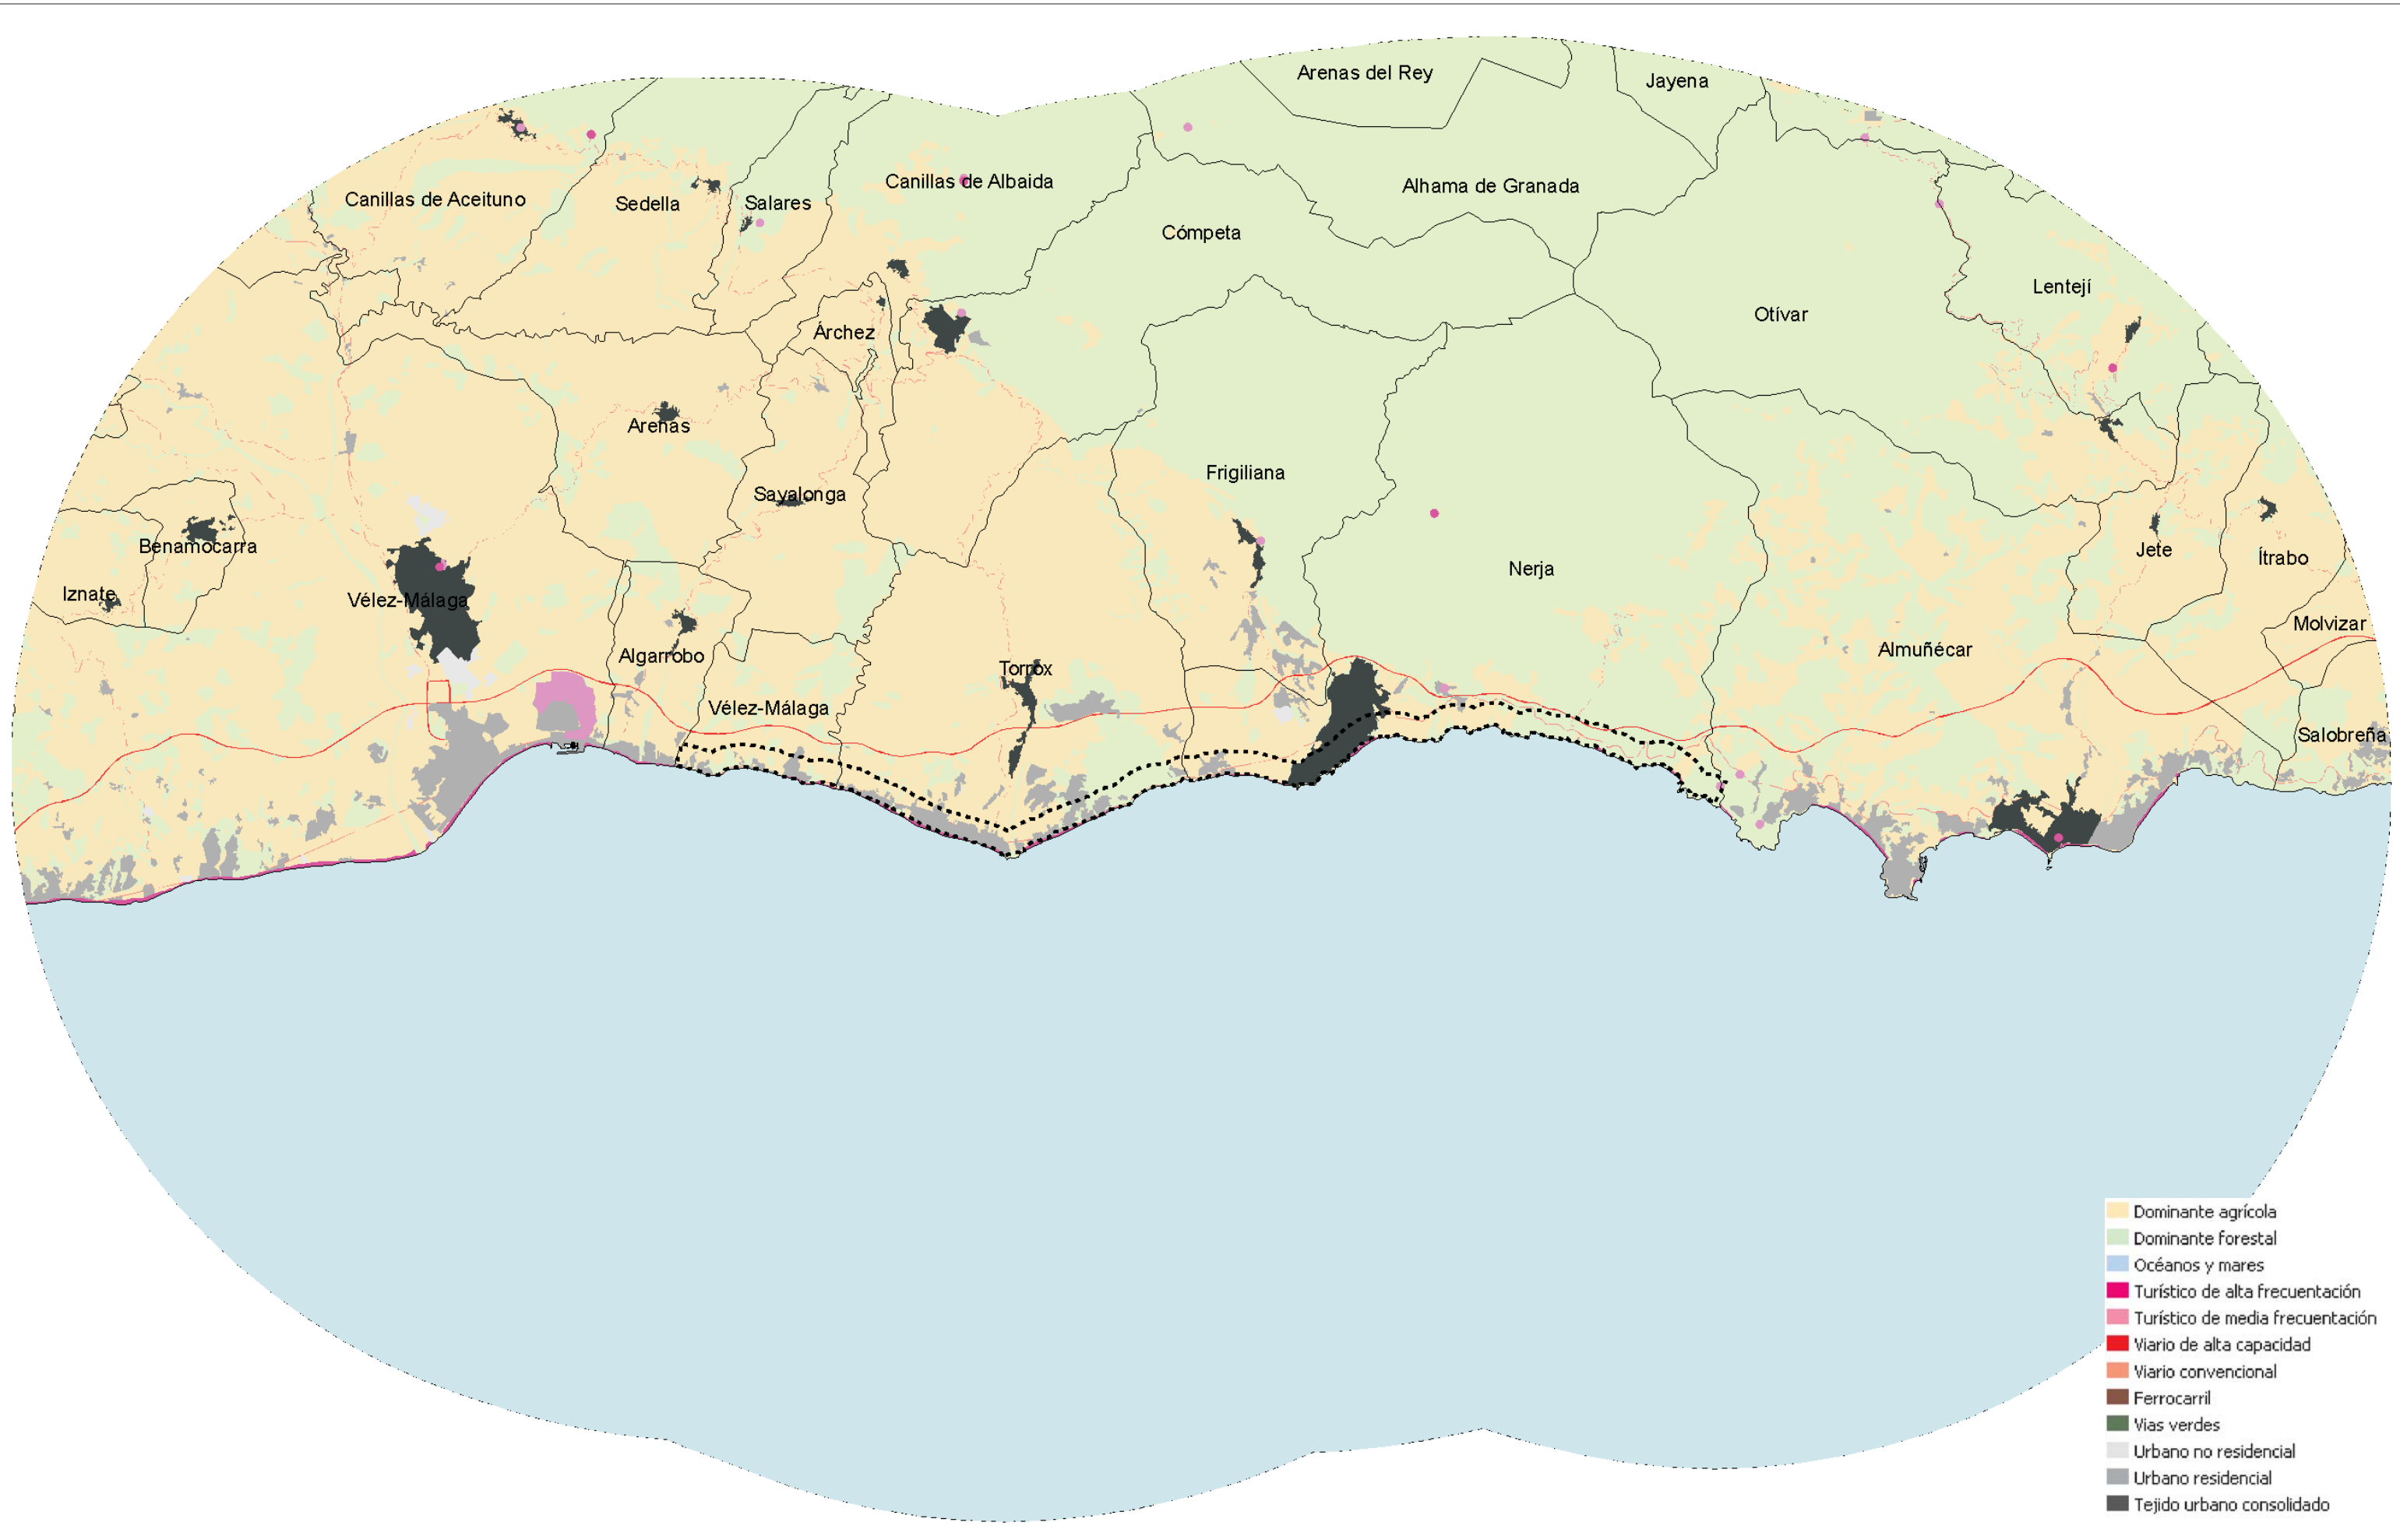 Arenas del Rey
Jayena
Canillas de Albaida
Alhama de Granada
Canillas de Aceituno
Sedella
Salares
Cómpeta
Lentejí
Otívar
Árchez
Arenas
Frigiliana
Sayalonga
Benamocarra
Jete
Ítrabo
Nerja
Iznate
Vélez-Málaga
Molvizar
Algarrobo
Almuñécar
Torrox
Vélez-Málaga
Salobreña
Dominante agrícola
Dominante forestal
Océanos y mares
Turístico de alta frecuentación
Turístico de media frecuentación
Viario de alta capacidad
Viario convencional
Ferrocarril
Vias verdes
Urbano no residencial
Urbano residencial
Tejido urbano consolidado